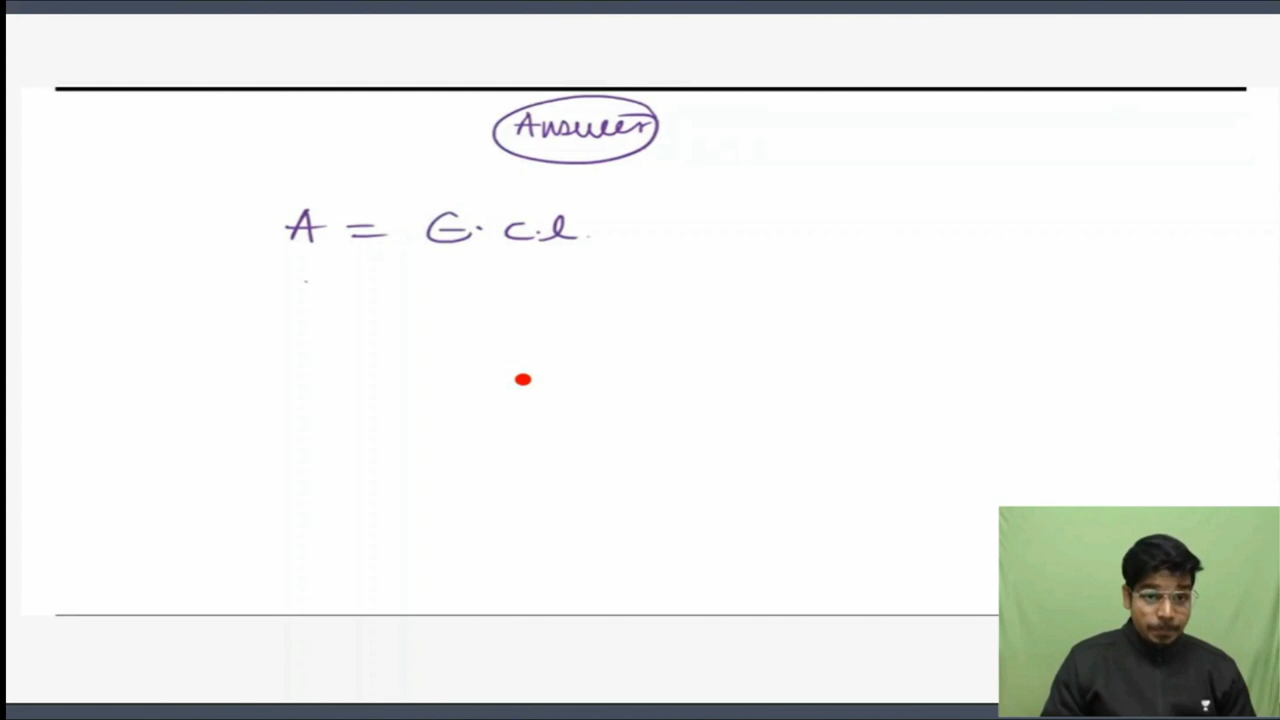 Answer
A = ε. c.l.